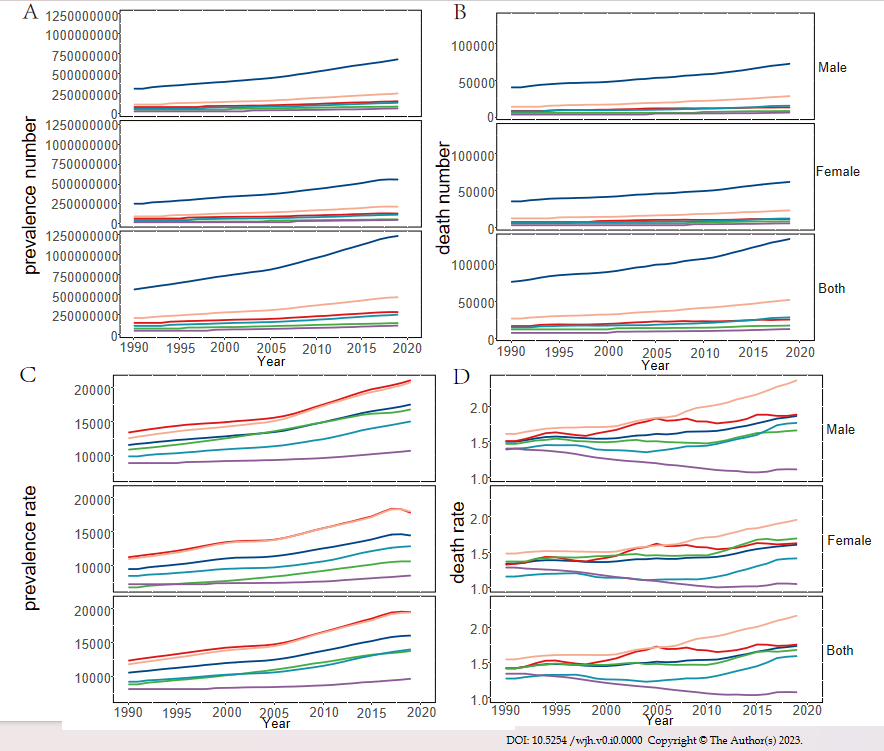 A
1250000000
1000000000
750000000
500000000
250000000
0
1250000000
1000000000
750000000
500000000
250000000
0
1250000000
1000000000
750000000
500000000
250000000
0
prevalence number
1990 1995 2000 2005 2010 2015 2020
Year
B
100000
50000
0
Male
100000
50000
0
Female
100000
50000
0
Both
death number
1990 1995 2000 2005 2010 2015 2020
Year
C
20000
15000
10000
20000
15000
10000
20000
15000
10000
prevalence rate
1990 1995 2000 2005 2010 2015 2020
Year
D
2.0
1.5
1.0
Male
2.0
1.5
1.0
Female
2.0
1.5
1.0
Both
death rate
1990 1995 2000 2005 2010 2015 2020
Year
DOI: 10.5254 /wjh.v0.i0.0000 Copyright © The Author(s) 2023.